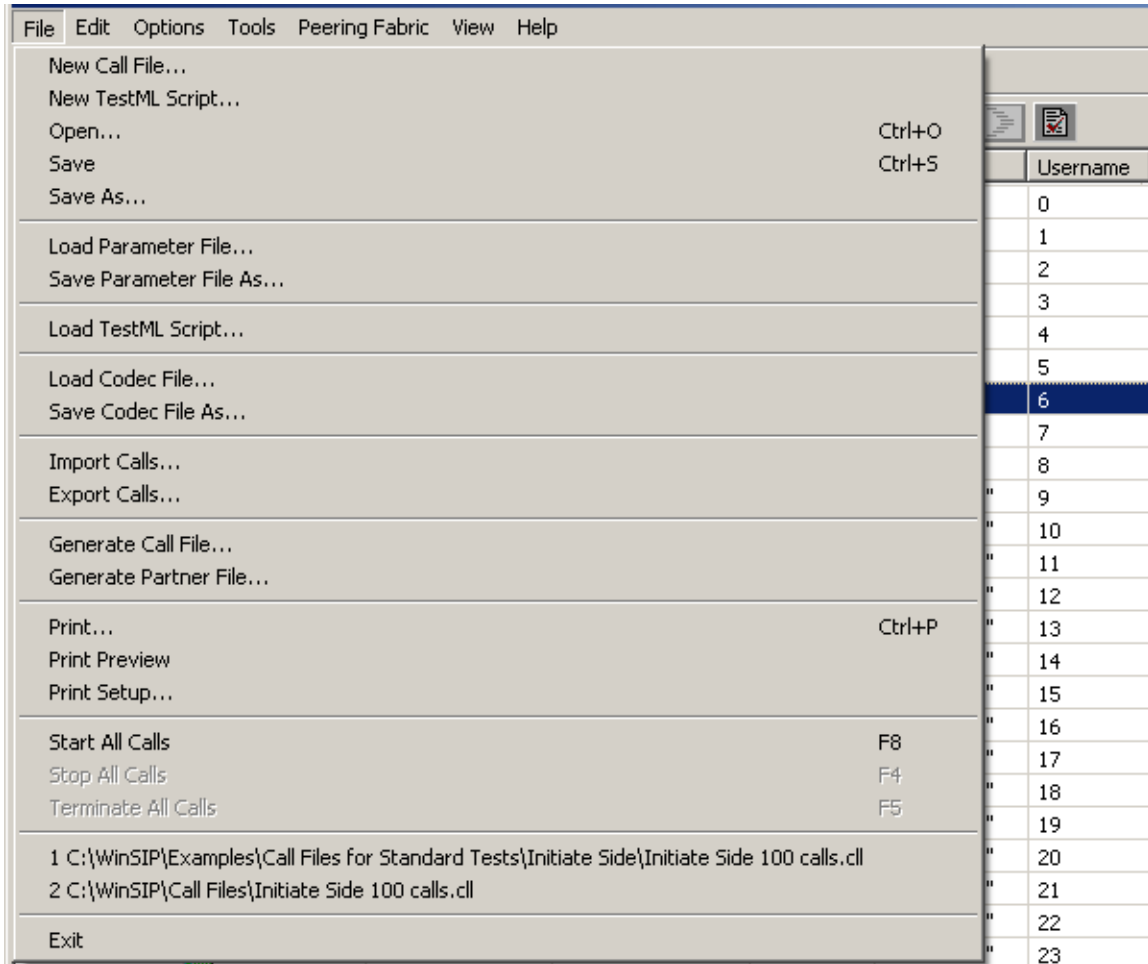 File Edit Options Tools Peering Fabric View Help
New Call File...
New TestML Script...
Open... Ctrl+O
Save Ctrl+S
Save As...
Load Parameter File...
Save Parameter File As...
Load TestML Script...
Load Codec File...
Save Codec File As...
Import Calls...
Export Calls...
Generate Call File...
Generate Partner File...
Print... Ctrl+P
Print Preview
Print Setup...
Start All Calls F8
Stop All Calls F4
Terminate All Calls F5
1 C:\WinSIP\Examples\Call Files for Standard Tests\Initiate Side\Initiate Side 100 calls.cll
2 C:\WinSIP\Call Files\Initiate Side 100 calls.cll
Exit
Username
0
1
2
3
4
5
6
7
8
" 9
" 10
" 11
" 12
" 13
" 14
" 15
" 16
" 17
" 18
" 19
" 20
" 21
" 22
" 23